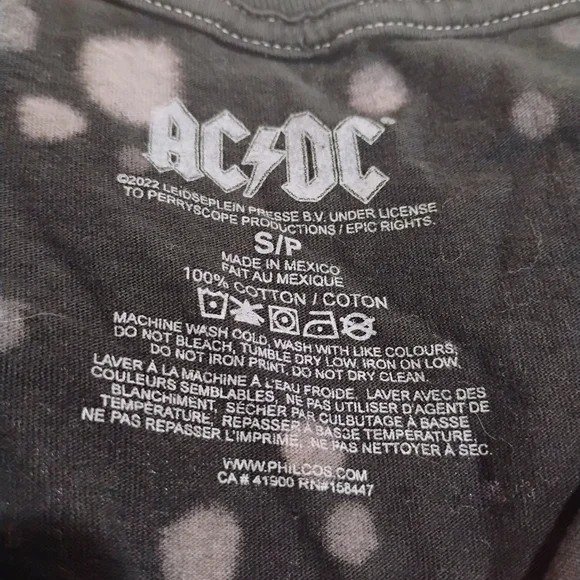 AC⚡DC
©2022 LEIDSEPLEIN PRESSE B.V. UNDER LICENSE
TO PERRYSCOPE PRODUCTIONS / EPIC RIGHTS.
S/P
MADE IN MEXICO
FAIT AU MEXIQUE
100% COTTON / COTON
MACHINE WASH COLD, WASH WITH LIKE COLOURS,
DO NOT BLEACH, TUMBLE DRY LOW, IRON ON LOW,
DO NOT IRON PRINT, DO NOT DRY CLEAN.
LAVER À LA MACHINE À L'EAU FROIDE, LAVER AVEC DES
COULEURS SEMBLABLES, NE PAS UTILISER D'AGENT DE
BLANCHIMENT, SÉCHER PAR CULBUTAGE À BASSE
TEMPÉRATURE, REPASSER À BASSE TEMPÉRATURE,
NE PAS REPASSER L'IMPRIMÉ, NE PAS NETTOYER À SEC.
WWW.PHILCOS.COM
CA# 41900 RN#158447